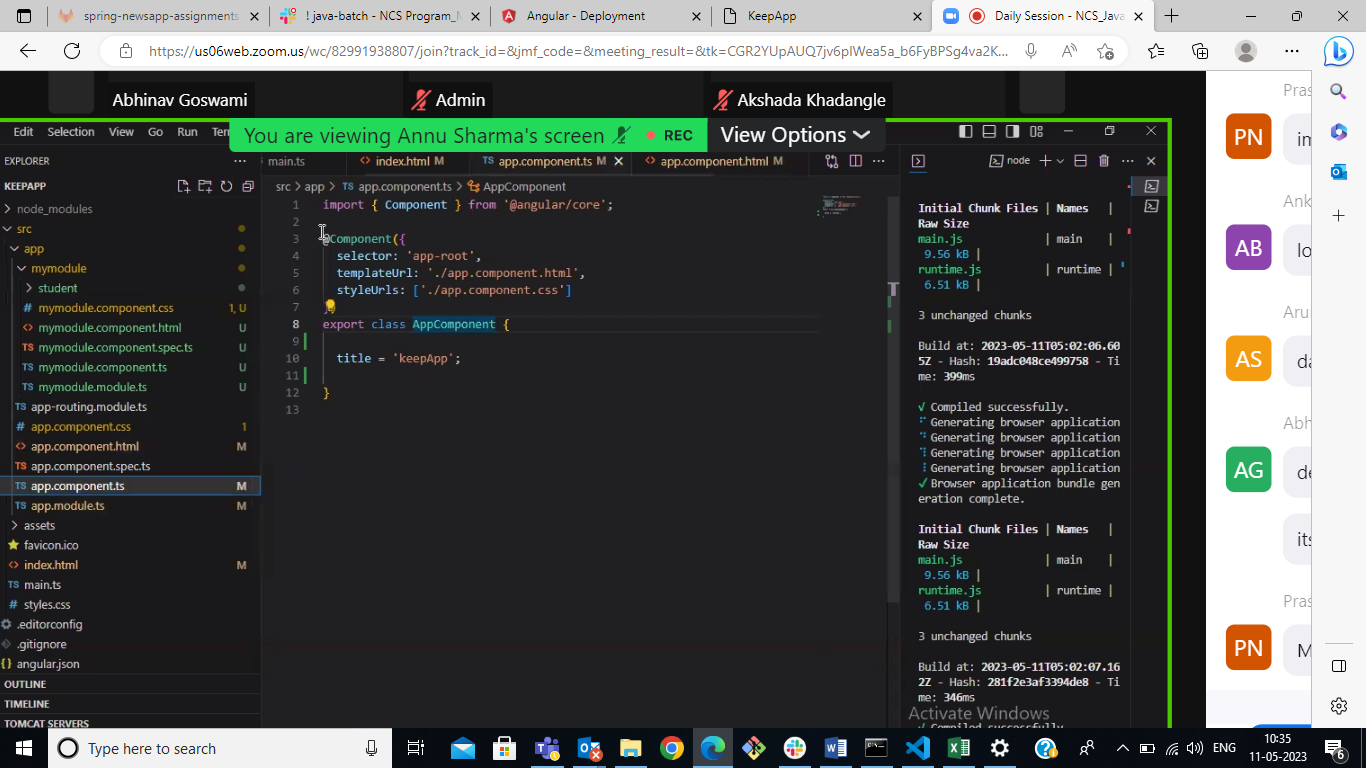 spring-newsapp-assignments
! java-batch - NCS Program_
Angular - Deployment
KeepApp
Daily Session - NCS_Java
https://us06web.zoom.us/wc/82991938807/join?track_id=&jmf_code=&meeting_result=&tk=CGR2YUpAUQ7jv6pIWea5a_b6FyBPSg4va2K...
Abhinav Goswami
Admin
Akshada Khadangle
You are viewing Annu Sharma's screen
REC
View Options
Edit Selection View Go Run
EXPLORER
KEEPAPP
node_modules
src
app
mymodule
student
mymodule.component.css 1, U
mymodule.component.html U
mymodule.component.spec.ts U
mymodule.component.ts U
mymodule.module.ts U
app-routing.module.ts
app.component.css 1
app.component.html M
app.component.spec.ts
app.component.ts M
app.module.ts M
assets
favicon.ico
index.html M
main.ts
styles.css
.editorconfig
.gitignore
angular.json
OUTLINE
TIMELINE
TOMCAT SERVERS
main.ts
index.html M
app.component.ts M
app.component.html M
src > app > TS app.component.ts > AppComponent
1 import { Component } from '@angular/core';
2
3 @Component({
4 selector: 'app-root',
5 templateUrl: './app.component.html',
6 styleUrls: ['./app.component.css']
7
8 export class AppComponent {
9
10 title = 'keepApp';
11
12 }
13
node
Initial Chunk Files | Names |
Raw Size
main.js | main |
9.56 kB |
runtime.js | runtime |
6.51 kB |
3 unchanged chunks
Build at: 2023-05-11T05:02:06.60
5Z - Hash: 19adc048ce499758 - Ti
me: 399ms
√ Compiled successfully.
Generating browser application
Generating browser application
Generating browser application
Generating browser application
✓ Browser application bundle gen
eration complete.
Initial Chunk Files | Names |
Raw Size
main.js | main |
9.56 kB |
runtime.js | runtime |
6.51 kB |
3 unchanged chunks
Build at: 2023-05-11T05:02:07.16
2Z - Hash: 281f2e3af3394de8 - Ti
me: 346ms
Activate Windows
Pras
PN
in
Ank
AB
lo
Aru
AS
da
Abh
AG
de
its
Pras
PN
M
Type here to search
ENG
10:35
11-05-2023
6